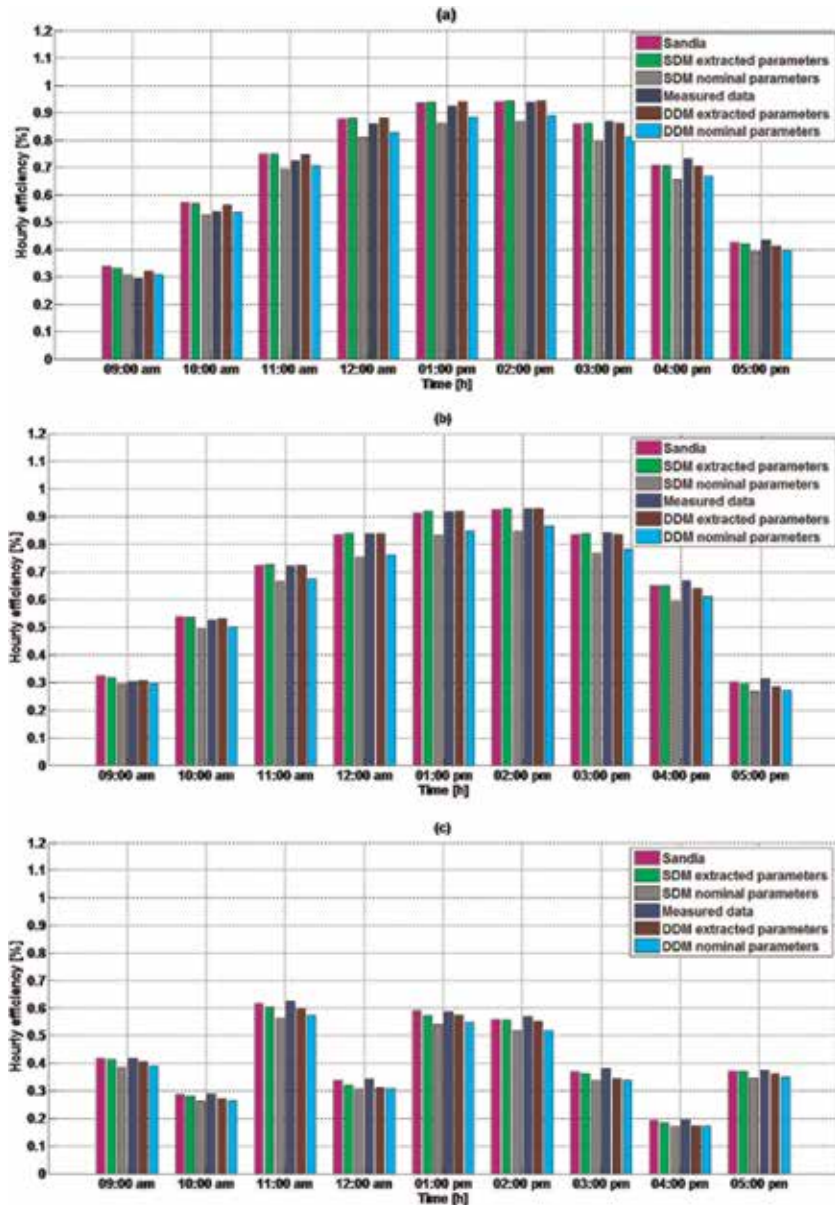 (a)
1.2
1.1
1
0.9
0.8
0.7
0.6
0.5
0.4
0.3
0.2
0.1
0
Hourly efficiency [%]
Sandia
SDM extracted parameters
SDM nominal parameters
Measured data
DDM extracted parameters
DDM nominal parameters
09:00 am 10:00 am 11:00 am 12:00 am 01:00 pm 02:00 pm 03:00 pm 04:00 pm 05:00 pm
Time [h]
(b)
1.2
1.1
1
0.9
0.8
0.7
0.6
0.5
0.4
0.3
0.2
0.1
0
Hourly efficiency [%]
Sandia
SDM extracted parameters
SDM nominal parameters
Measured data
DDM extracted parameters
DDM nominal parameters
09:00 am 10:00 am 11:00 am 12:00 am 01:00 pm 02:00 pm 03:00 pm 04:00 pm 05:00 pm
Time [h]
(c)
1.2
1.1
1
0.9
0.8
0.7
0.6
0.5
0.4
0.3
0.2
0.1
0
Hourly efficiency [%]
Sandia
SDM extracted parameters
SDM nominal parameters
Measured data
DDM extracted parameters
DDM nominal parameters
09:00 am 10:00 am 11:00 am 12:00 am 01:00 pm 02:00 pm 03:00 pm 04:00 pm 05:00 pm
Time [h]